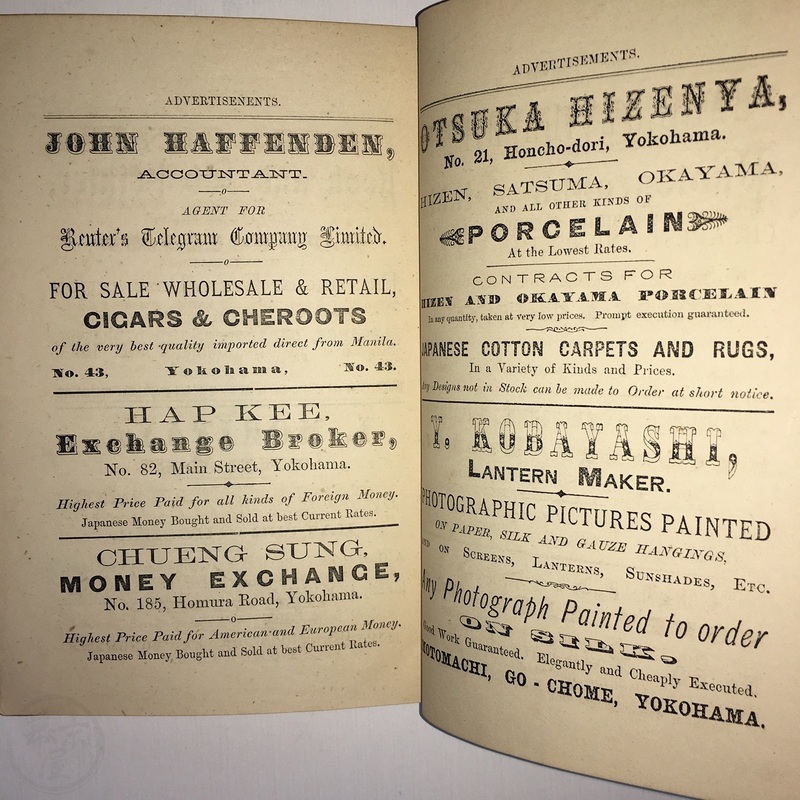 ADVERTISENENTS.
JOHN HAFFENDEN,
ACCOUNTANT.
AGENT FOR
Reuter's Telegram Company Limited.
FOR SALE WHOLESALE & RETAIL,
CIGARS & CHEROOTS
of the very best quality imported direct from Manila.
No. 43, Yokohama, No. 43.
HAP KEE,
Exchange Broker,
No. 82, Main Street, Yokohama.
Highest Price Paid for all kinds of Foreign Money.
Japanese Money Bought and Sold at best Current Rates.
CHUENG SUNG,
MONEY EXCHANGE,
No. 185, Homura Road, Yokohama.
Highest Price Paid for American and European Money.
Japanese Money Bought and Sold at best Current Rates.
ADVERTISEMENTS.
OTSUKA HIZENYA,
No. 21, Honcho-dori, Yokohama.
HIZEN, SATSUMA, OKAYAMA,
AND ALL OTHER KINDS OF
PORCELAIN
At the Lowest Rates.
CONTRACTS FOR
HIZEN AND OKAYAMA PORCELAIN
In any quantity, taken at very low prices. Prompt execution guaranteed.
JAPANESE COTTON CARPETS AND RUGS,
In a Variety of Kinds and Prices.
Any Designs not in Stock can be made to Order at short notice.
Y. KOBAYASHI,
LANTERN MAKER.
PHOTOGRAPHIC PICTURES PAINTED
ON PAPER, SILK AND GAUZE HANGINGS,
AND ON SCREENS, LANTERNS, SUNSHADES, ETC.
Any Photograph Painted to order
ON SILK.
Good Work Guaranteed. Elegantly and Cheaply Executed.
MOTOMACHI, GO-CHOME, YOKOHAMA.